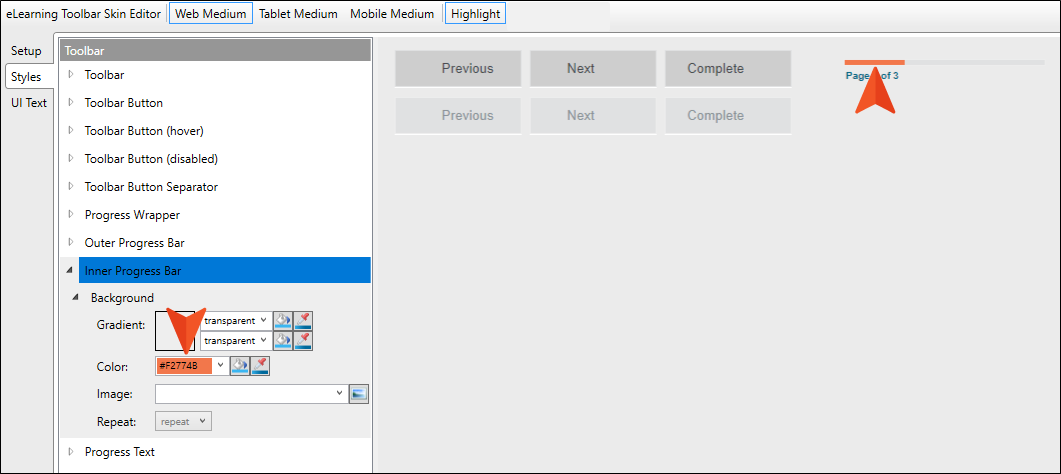 eLearning Toolbar Skin Editor Web Medium Tablet Medium Mobile Medium Highlight
Setup
Styles
UI Text
Toolbar
Toolbar
Toolbar Button
Toolbar Button (hover)
Toolbar Button (disabled)
Toolbar Button Separator
Progress Wrapper
Outer Progress Bar
Inner Progress Bar
Background
Gradient: transparent
transparent
Color: #F2774B
Image:
Repeat: repeat
Progress Text
Previous Next Complete
Previous Next Complete
Page of 3